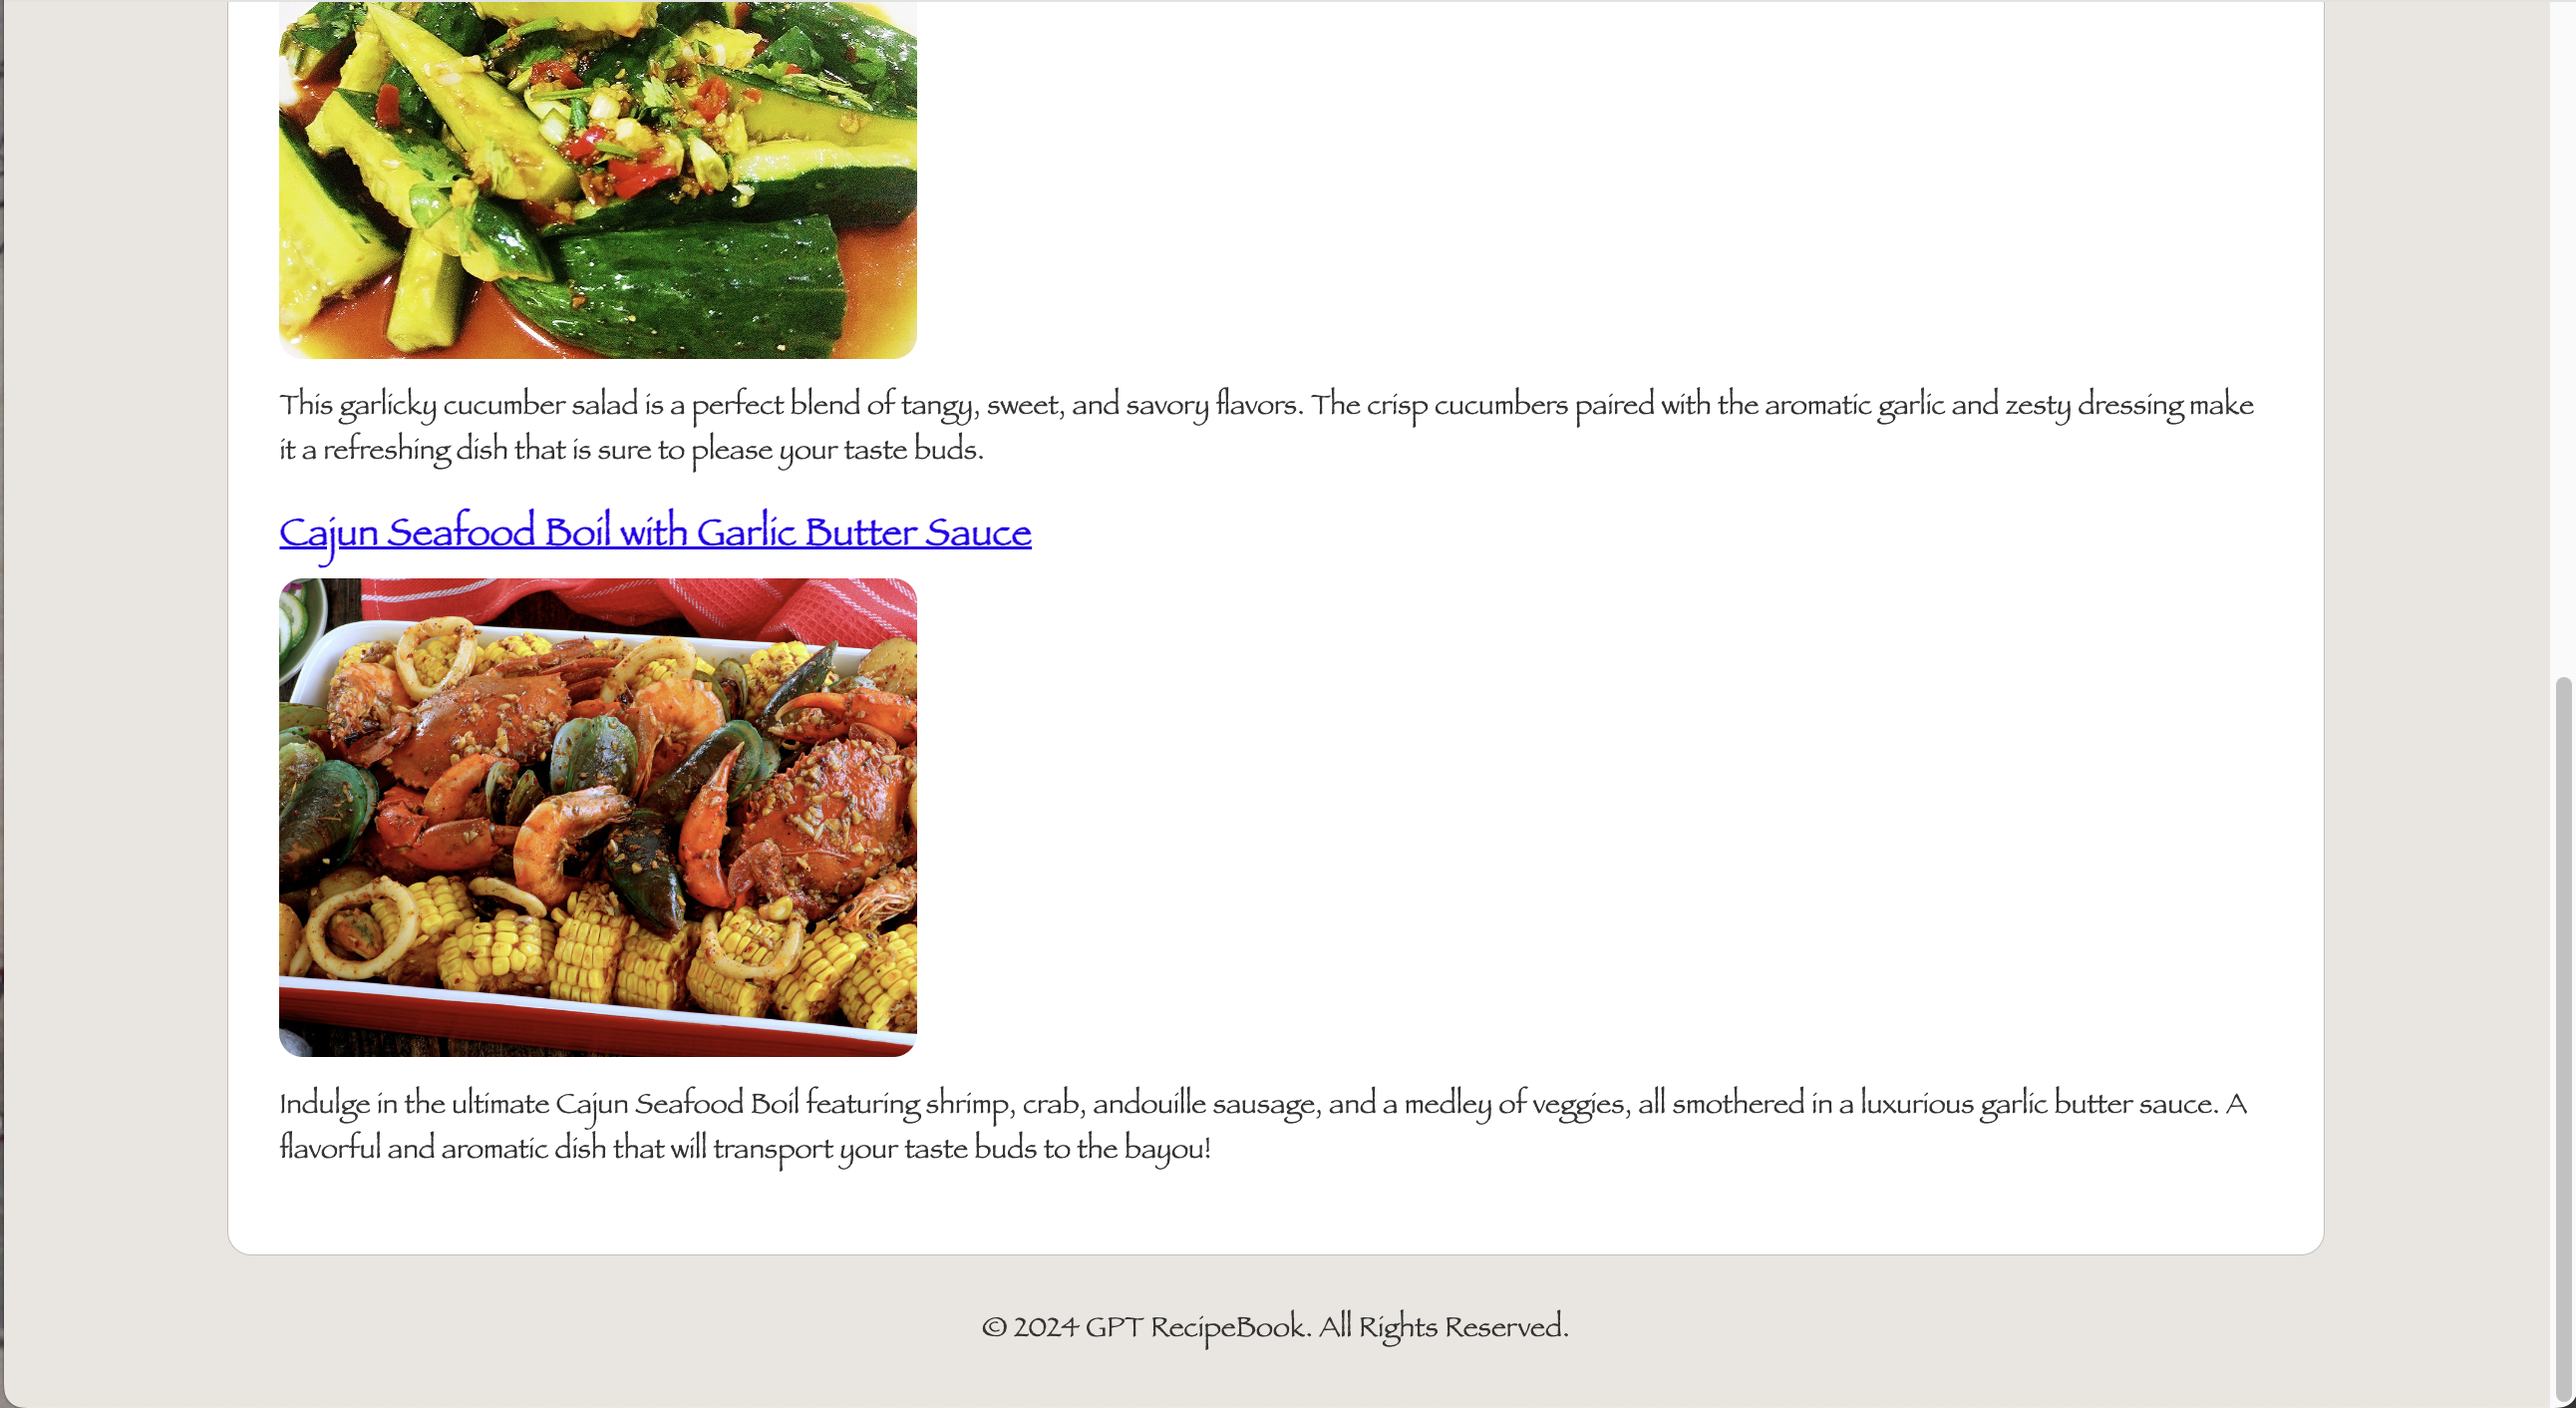 This garlicky cucumber salad is a perfect blend of tangy, sweet, and savory flavors. The crisp cucumbers paired with the aromatic garlic and zesty dressing make
it a refreshing dish that is sure to please your taste buds.
Cajun Seafood Boil with Garlic Butter Sauce
Indulge in the ultimate Cajun Seafood Boil featuring shrimp, crab, andouille sausage, and a medley of veggies, all smothered in a luxurious garlic butter sauce. A
flavorful and aromatic dish that will transport your taste buds to the bayou!
© 2024 GPT RecipeBook. All Rights Reserved.